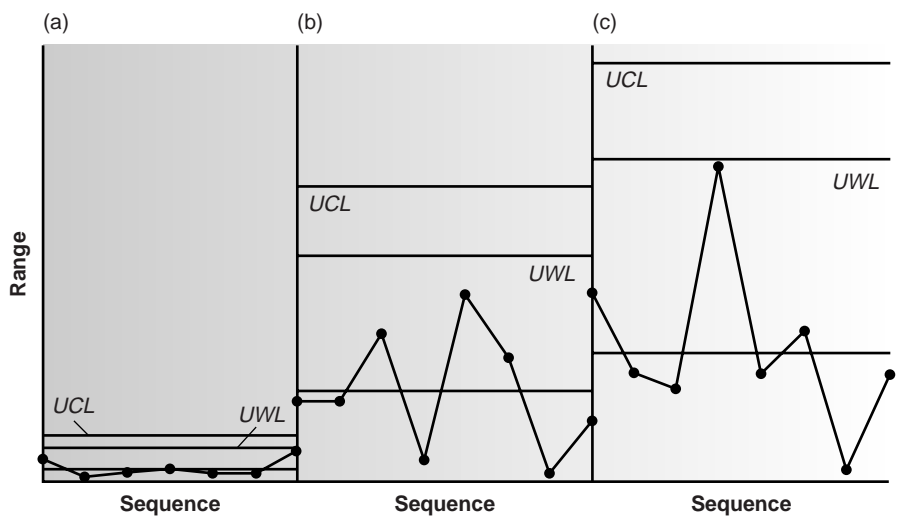 (a)
(b)
(c)
UCL
UWL
UCL
UWL
UCL
UWL
Range
Sequence
Sequence
Sequence